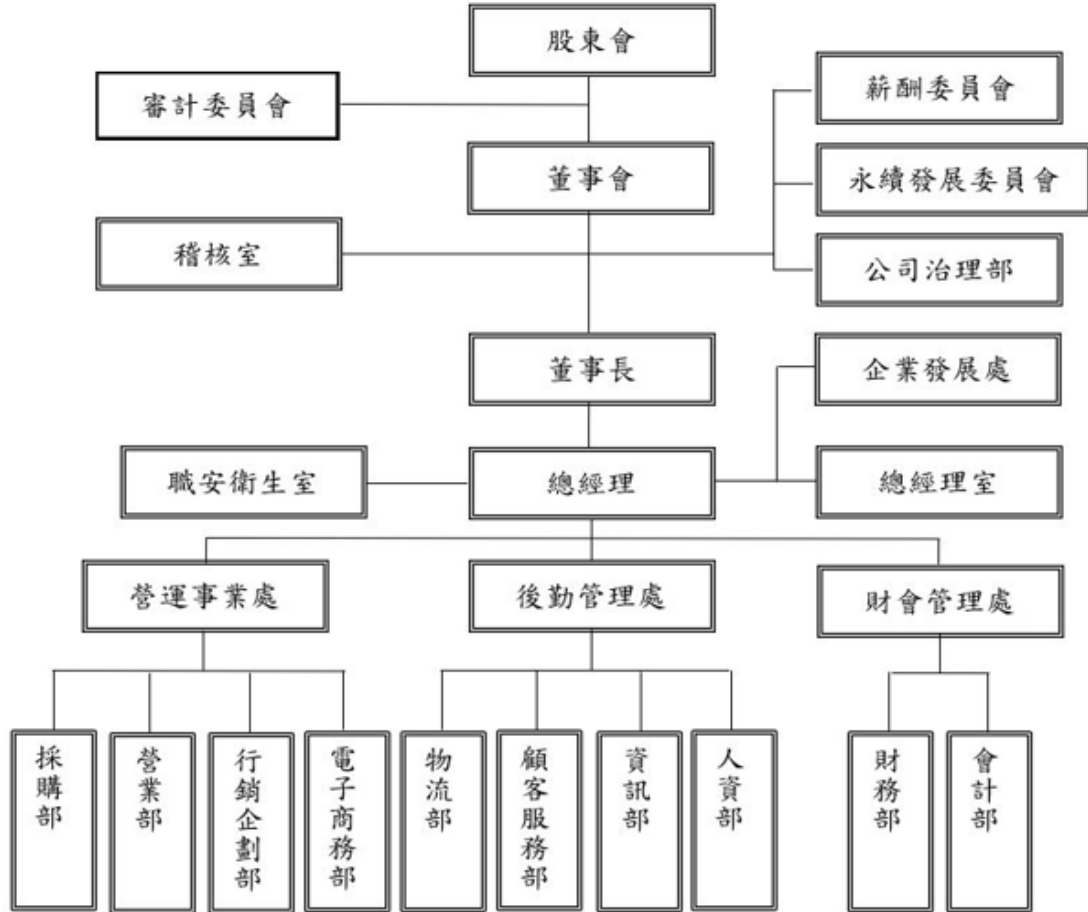 股東會
審計委員會
薪酬委員會
董事會
永續發展委員會
稽核室
公司治理部
董事長
企業發展處
職安衛生室
總經理
總經理室
營運事業處
後勤管理處
財會管理處
採購部
營業部
行銷企劃部
電子商務部
物流部
顧客服務部
資訊部
人資部
財務部
會計部